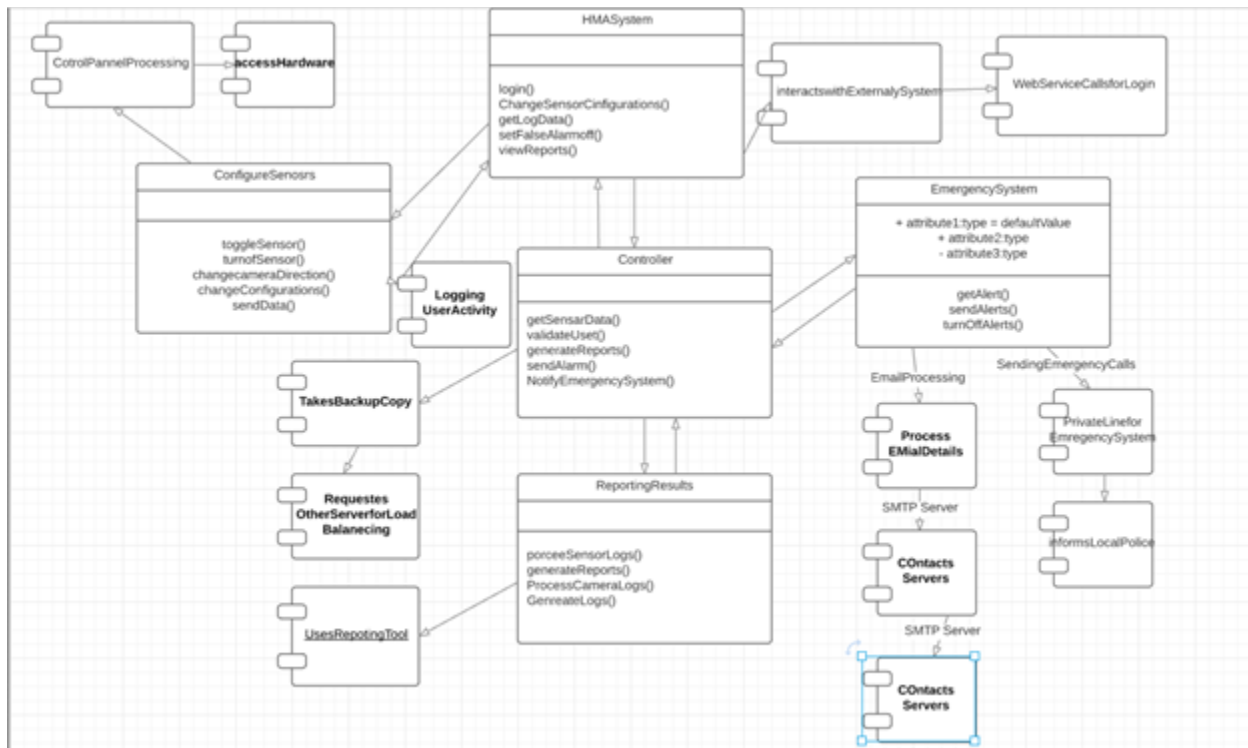 HMASystem
login()
ChangeSensorCinfigurations()
getLogData()
setFalseAlarmoff()
viewReports()
CotrolPannelProcessing
accessHardware
interactswithExternalySystem
WebServiceCallsforLogin
ConfigureSenosrs
toggleSensor()
turnofSensor()
changecameraDirection()
changeConfigurations()
sendData()
EmergencySystem
+ attribute1:type = defaultValue
+ attribute2:type
- attribute3:type
getAlert()
sendAlerts()
turnOffAlerts()
Controller
getSensarData()
validateUset()
generateReports()
sendAlarm()
NotifyEmergencySystem()
Logging
UserActivity
TakesBackupCopy
Requestes
OtherServerforLoad
Balanecing
EmailProcessing
SendingEmergencyCalls
Process
EMialDetails
PrivateLinefor
EmregencySystem
ReportingResults
porceeSensorLogs()
generateReports()
ProcessCameraLogs()
GenreateLogs()
SMTP Server
informsLocalPolice
COntacts
Servers
UsesRepotingTool
SMTP Server
COntacts
Servers